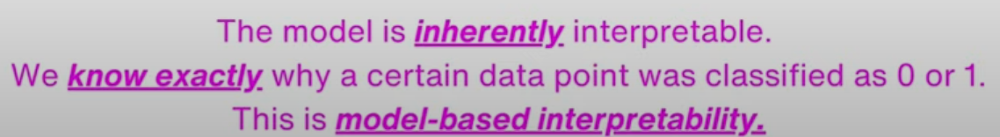 The model is inherently interpretable.
We know exactly why a certain data point was classified as 0 or 1.
This is model-based interpretability.